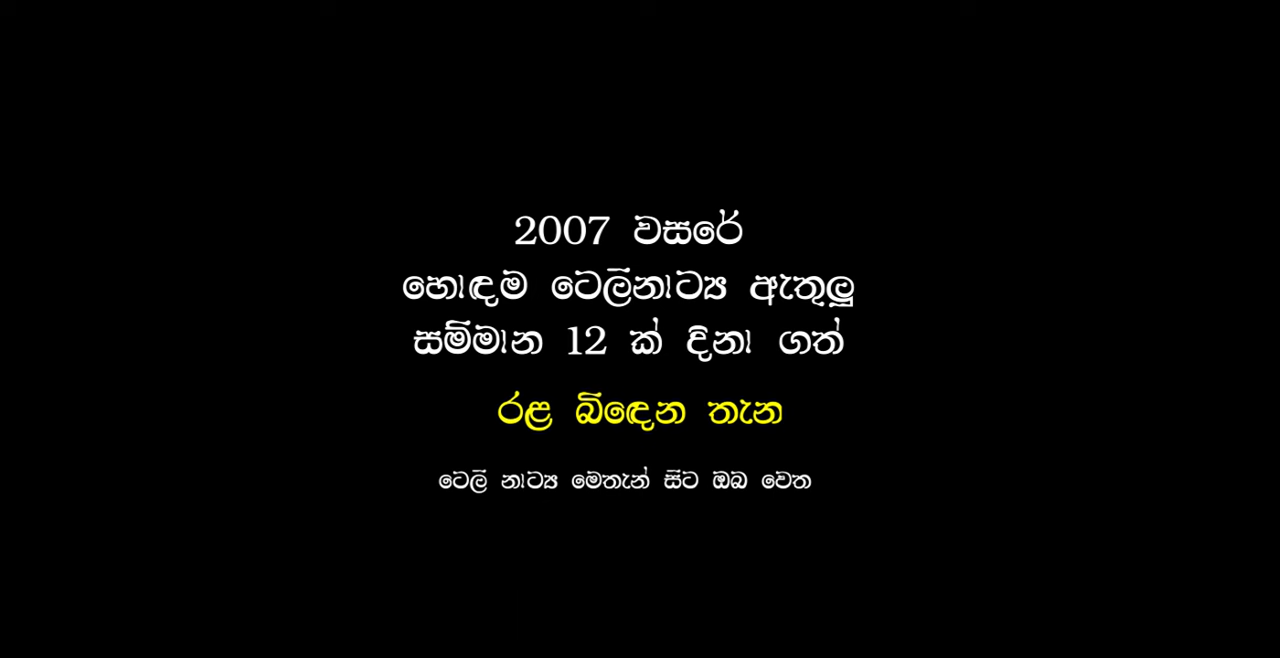 2007 වසරේ
හොඳම ටෙලිනාට්‍ය ඇතුලු
සම්මාන 12 ක් දිනා ගත්
රළ බිඳෙන තැන
ටෙලි නාට්‍ය මෙතැන් සිට ඔබ වෙත